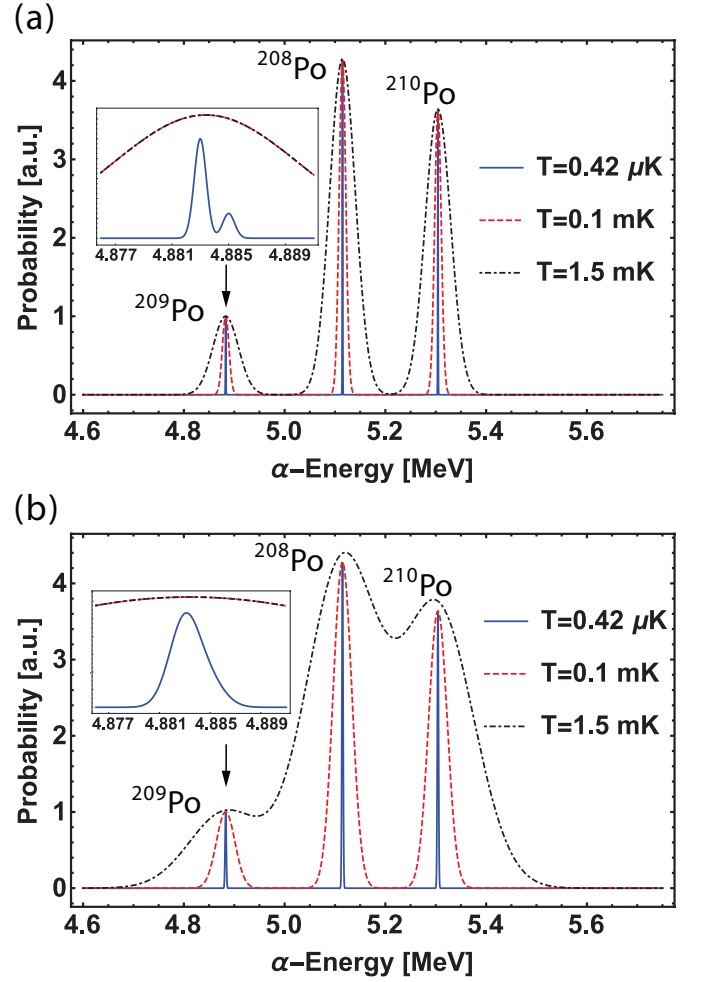 (a)
Probability [a.u.]
4
3
2
1
0
²⁰⁸Po
²¹⁰Po
²⁰⁹Po
4.877 4.881 4.885 4.889
T=0.42 μK
T=0.1 mK
T=1.5 mK
4.6 4.8 5.0 5.2 5.4 5.6
α−Energy [MeV]
(b)
Probability [a.u.]
4
3
2
1
0
²⁰⁸Po
²¹⁰Po
²⁰⁹Po
4.877 4.881 4.885 4.889
T=0.42 μK
T=0.1 mK
T=1.5 mK
4.6 4.8 5.0 5.2 5.4 5.6
α−Energy [MeV]